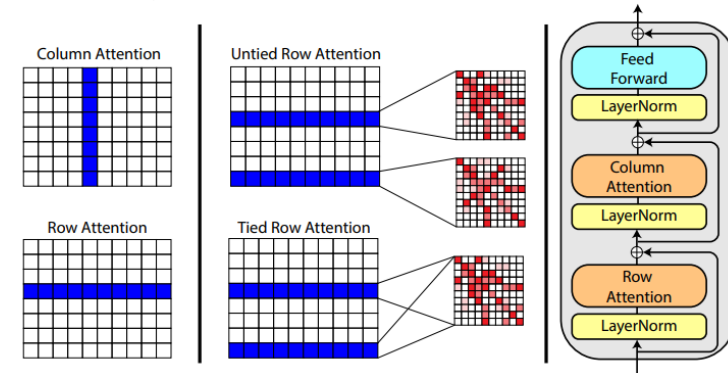 Column Attention
Row Attention
Untied Row Attention
Tied Row Attention
Feed
Forward
LayerNorm
Column
Attention
LayerNorm
Row
Attention
LayerNorm